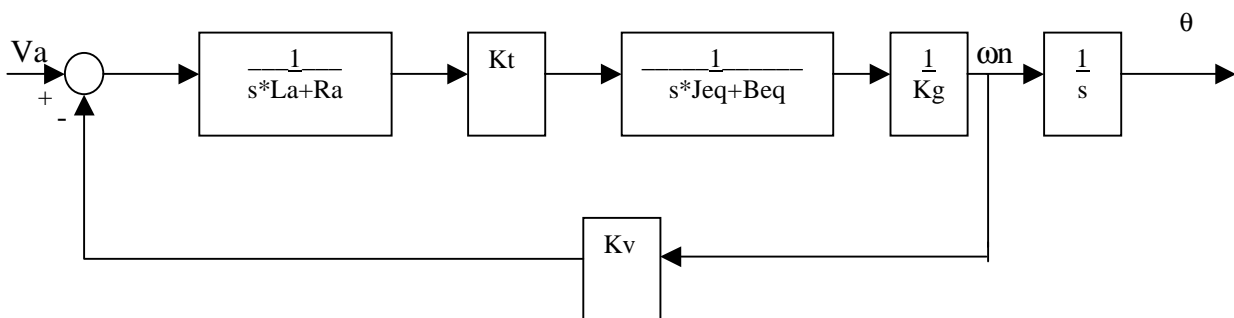 θ
Va
+
-
1
s*La+Ra
Kt
1
s*Jeq+Beq
1
Kg
ωn
1
s
Kv